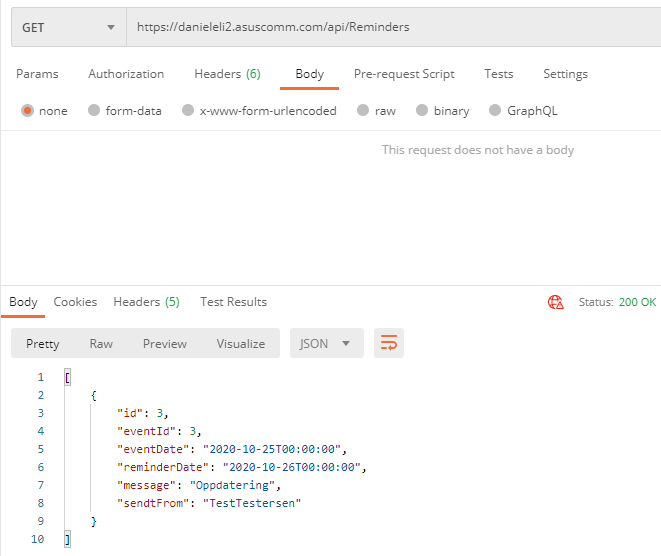 GET https://danieleli2.asuscomm.com/api/Reminders
Params Authorization Headers (6) Body Pre-request Script Tests Settings
none form-data x-www-form-urlencoded raw binary GraphQL
This request does not have a body
Body Cookies Headers (5) Test Results Status: 200 OK
Pretty Raw Preview Visualize JSON
1 [
2 {
3 "id": 3,
4 "eventId": 3,
5 "eventDate": "2020-10-25T00:00:00",
6 "reminderDate": "2020-10-26T00:00:00",
7 "message": "Oppdatering",
8 "sendtFrom": "TestTestersen"
9 }
10 ]